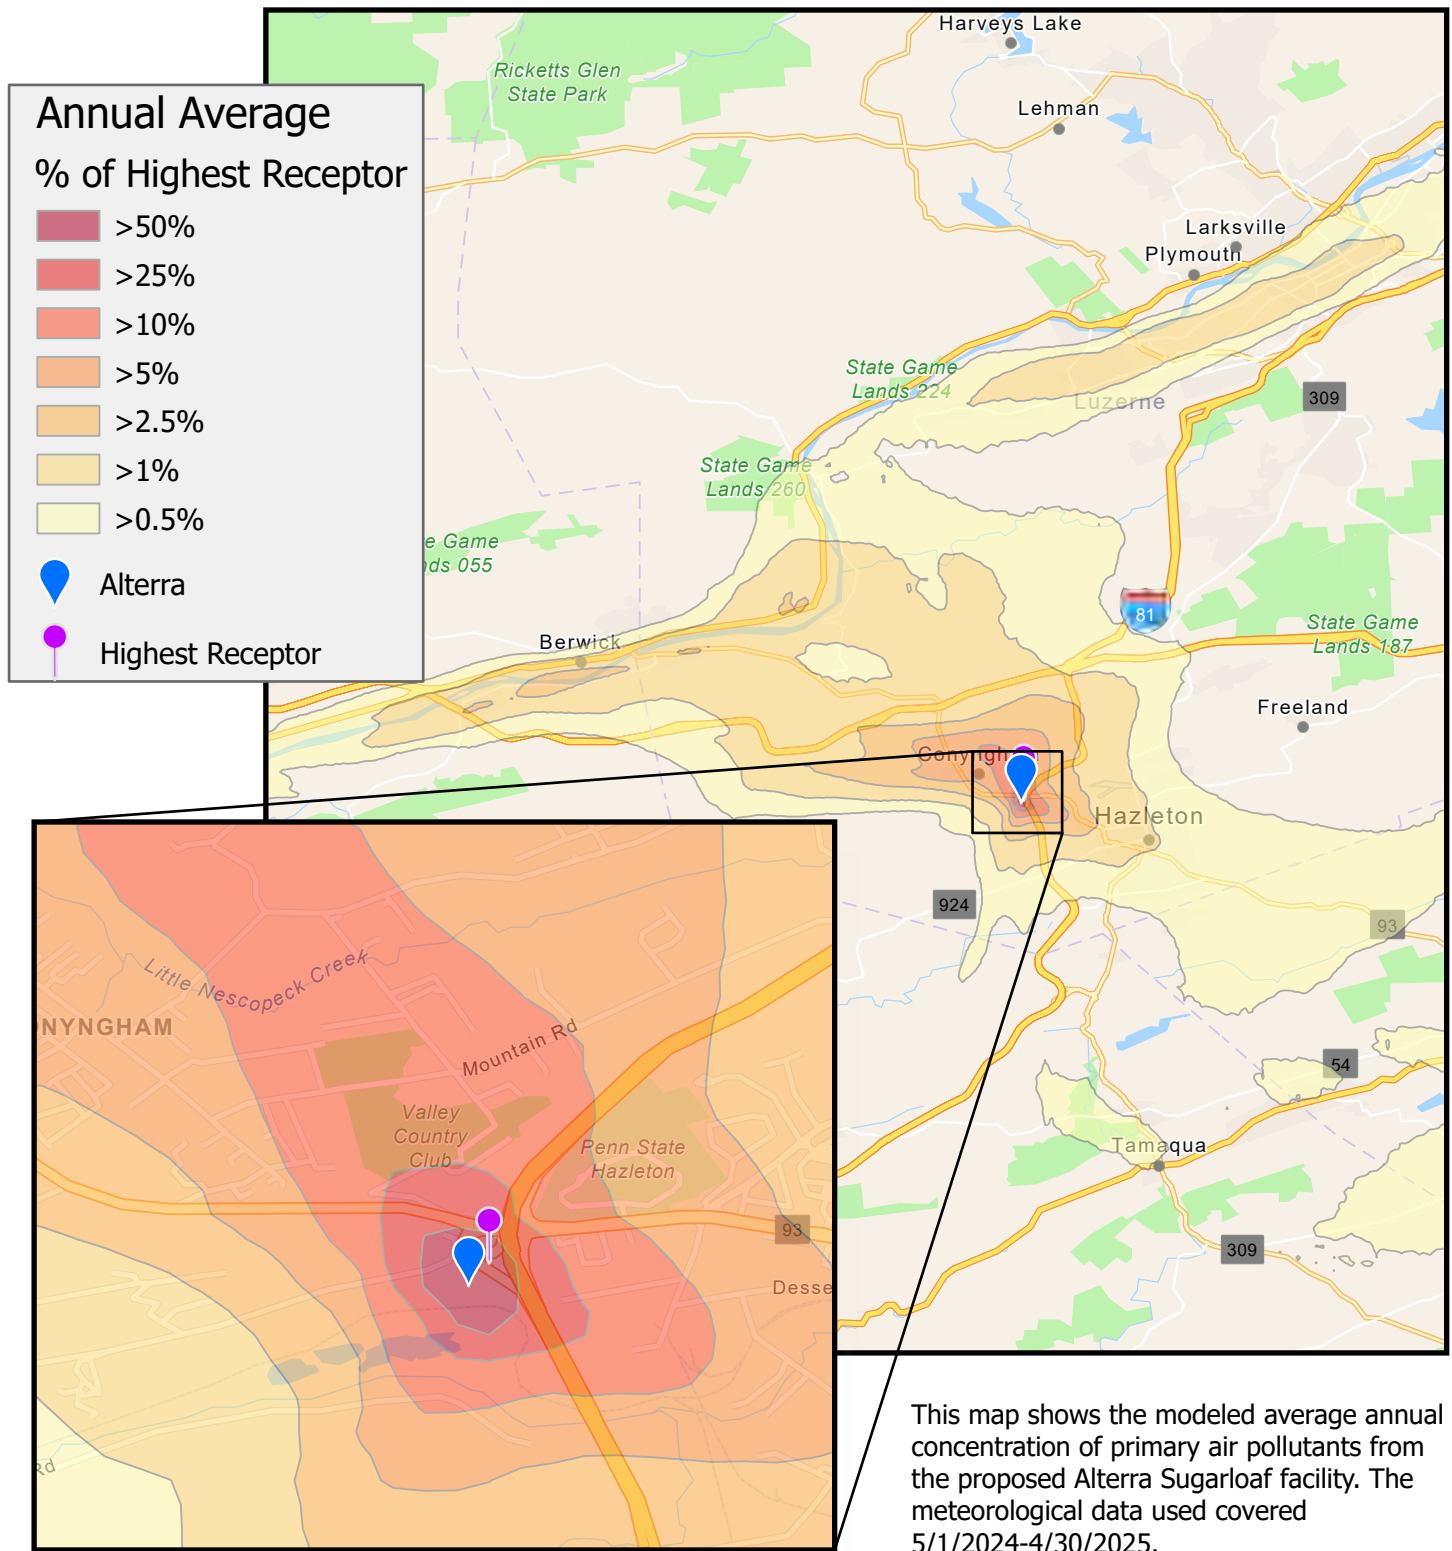 Annual Average
% of Highest Receptor
>50%
>25%
>10%
>5%
>2.5%
>1%
>0.5%
Alterra
Highest Receptor
Harveys Lake
Ricketts Glen
State Park
Lehman
Larksville
Plymouth
State Game
Lands 224
Luzerne
309
State Game
Lands 260
e Game
nds 055
81
State Game
Lands 187
Berwick
Freeland
Hazleton
924
93
54
Tamaqua
309
Little Nescopeck Creek
NYNGHAM
Mountain Rd
Valley
Country
Club
Penn State
Hazleton
93
Desse
Rd
This map shows the modeled average annual
concentration of primary air pollutants from
the proposed Alterra Sugarloaf facility. The
meteorological data used covered
5/1/2024-4/30/2025.